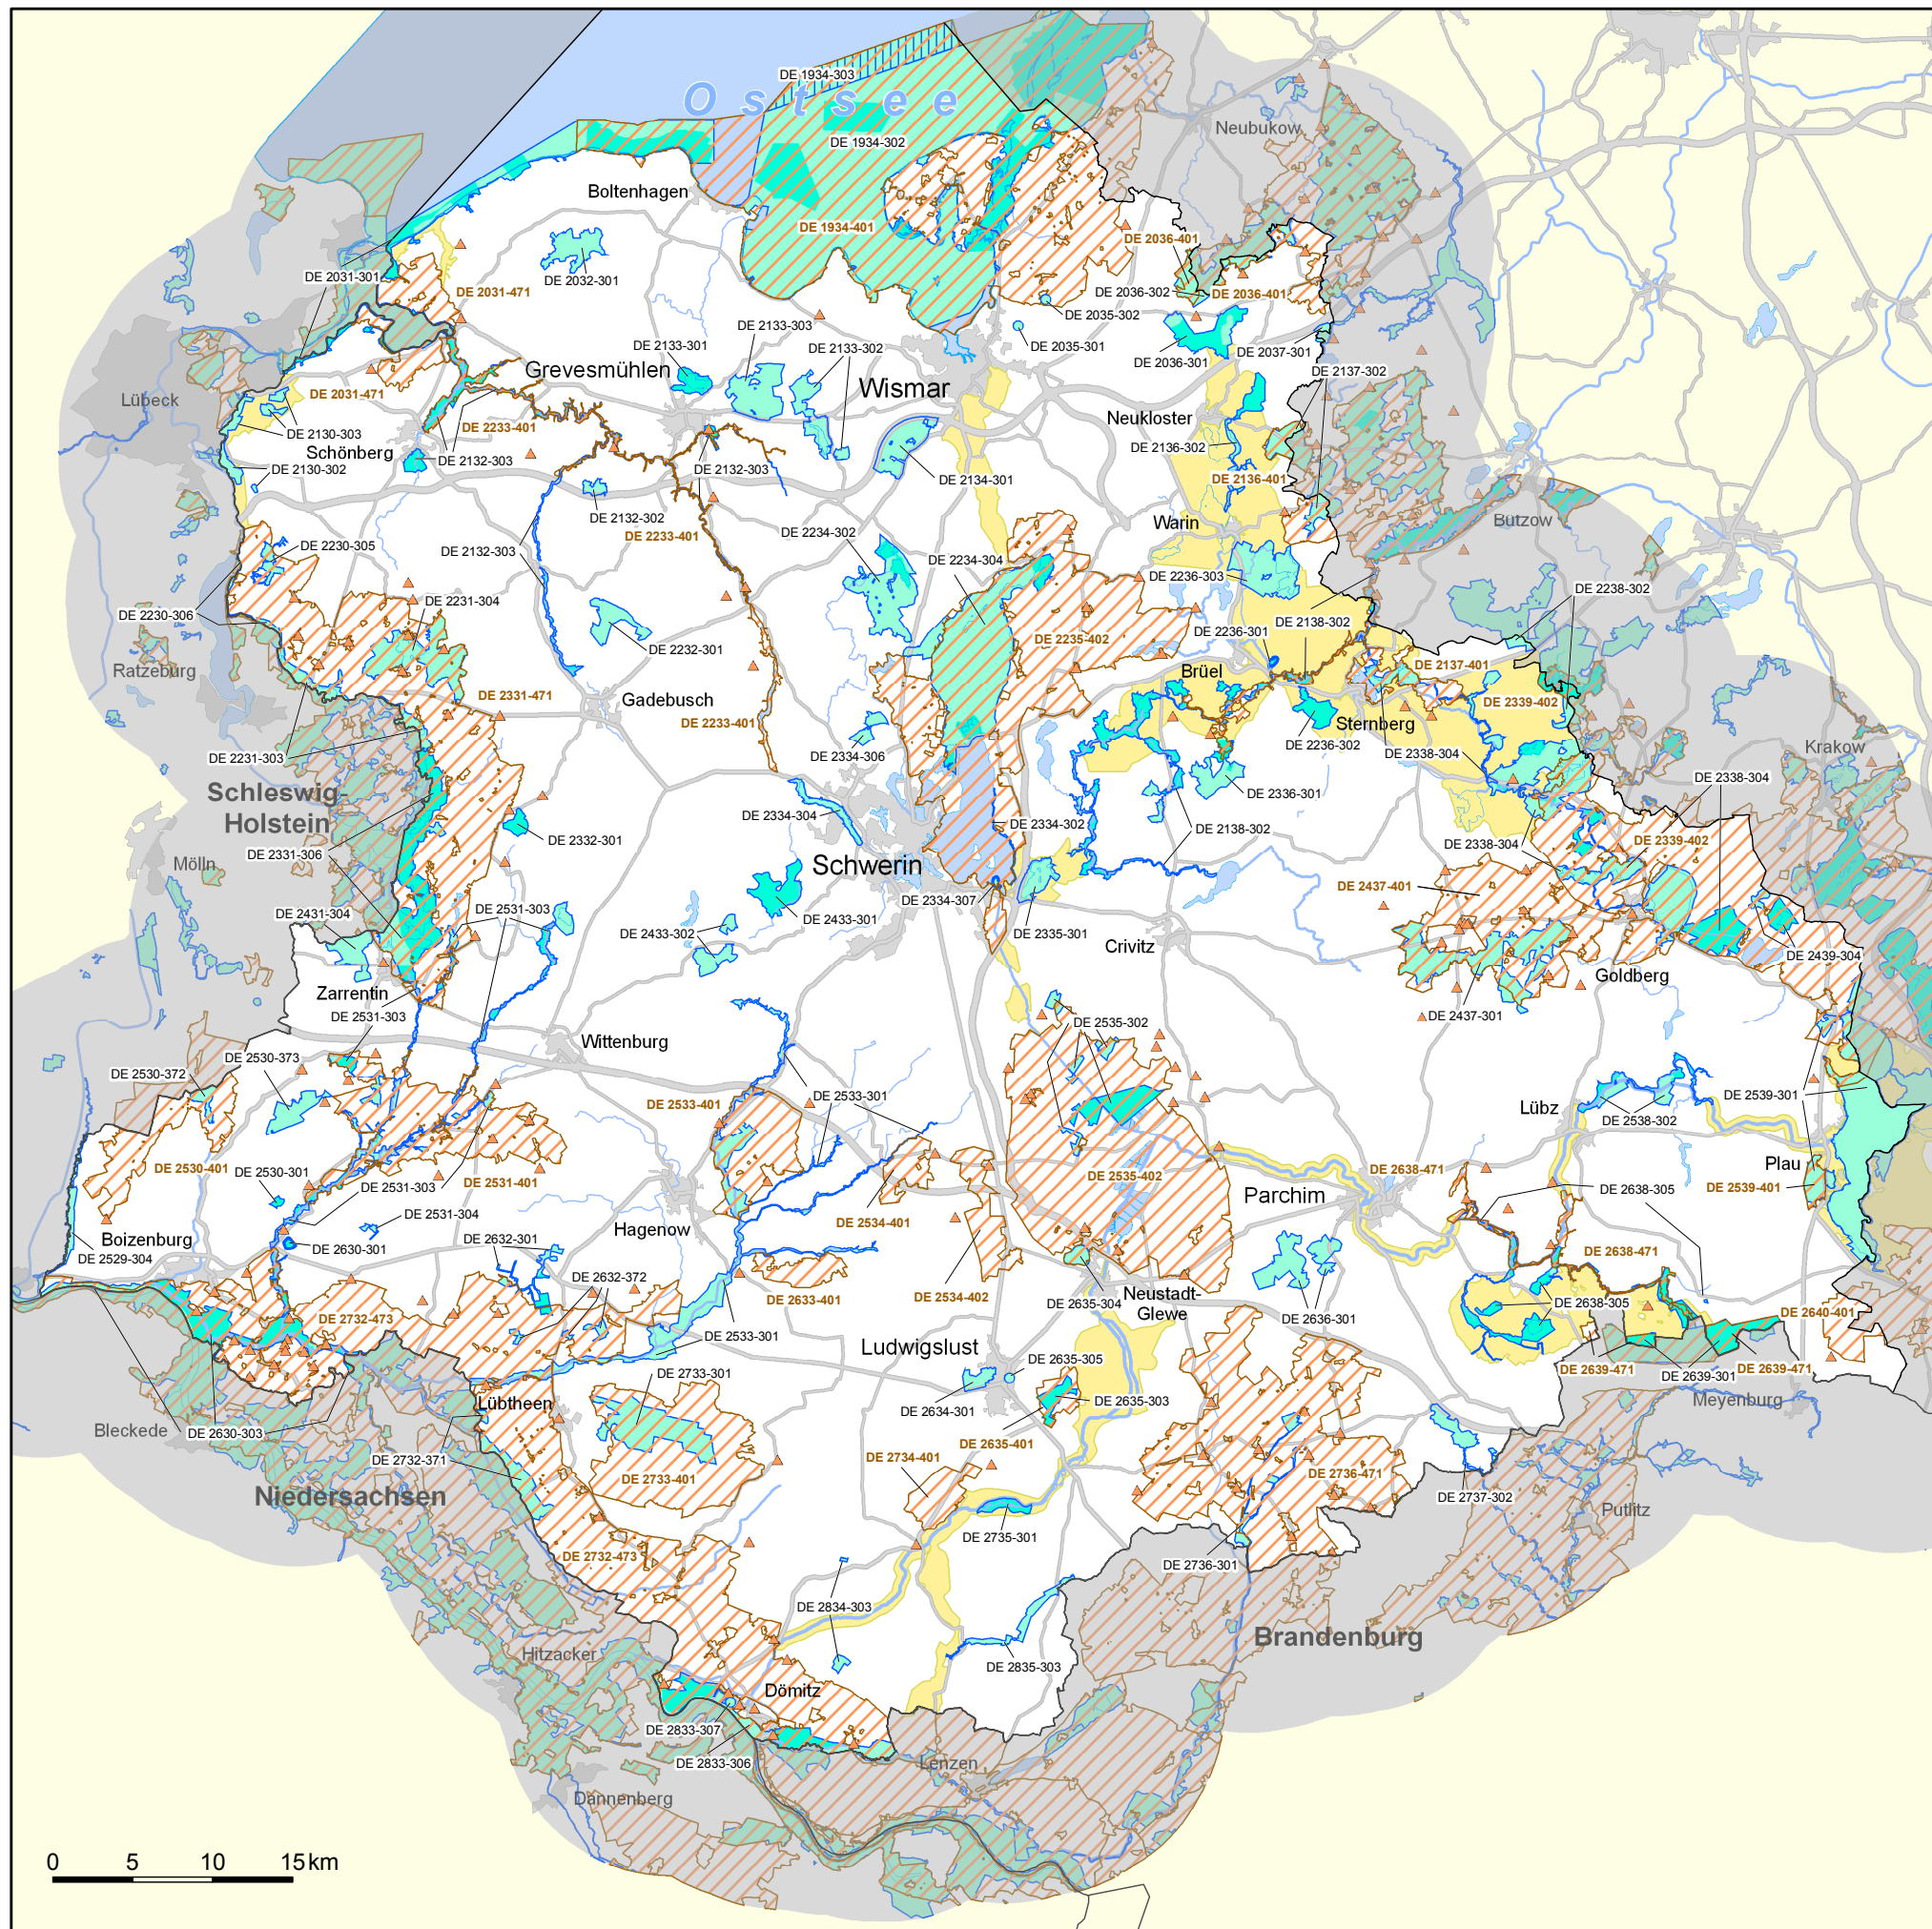 DE 1934-303
Ostsee
Neubukow
DE 1934-302
Boltenhagen
DE 1934-401
DE 2036-401
DE 2031-301
DE 2032-301
DE 2031-471
DE 2036-302
DE 2036-401
DE 2035-302
DE 2133-303
DE 2133-301
DE 2133-302
DE 2035-301
DE 2037-301
DE 2036-301
Grevesmühlen
DE 2137-302
Wismar
DE 2031-471
Lübeck
Neukloster
DE 2233-401
DE 2130-303
Schönberg
DE 2136-302
DE 2132-303
DE 2130-302
DE 2132-303
DE 2134-301
DE 2136-401
DE 2132-302
Warin
Bützow
DE 2233-401
DE 2234-302
DE 2230-305
DE 2132-303
DE 2234-304
DE 2236-303
DE 2238-302
DE 2231-304
DE 2230-306
DE 2138-302
DE 2236-301
DE 2235-402
DE 2232-301
DE 2137-401
Ratzeburg
Brüel
DE 2331-471
Gadebusch
DE 2339-402
DE 2233-401
Sternberg
DE 2236-302
Krakow
DE 2231-303
DE 2334-306
DE 2338-304
DE 2338-304
Schleswig-
Holstein
DE 2336-301
DE 2334-304
DE 2334-302
DE 2138-302
DE 2332-301
DE 2339-402
DE 2338-304
DE 2331-306
Mölln
Schwerin
DE 2437-401
DE 2334-307
DE 2531-303
DE 2431-304
DE 2433-301
DE 2433-302
DE 2335-301
Crivitz
DE 2439-304
Goldberg
Zarrentin
DE 2531-303
DE 2437-301
DE 2535-302
Wittenburg
DE 2530-373
DE 2530-372
DE 2533-301
DE 2539-301
DE 2533-401
Lübz
DE 2538-302
Plau
DE 2530-401
DE 2530-301
DE 2638-471
DE 2535-402
DE 2531-401
DE 2531-303
DE 2539-401
DE 2638-305
Parchim
DE 2531-304
DE 2534-401
Hagenow
Boizenburg
DE 2632-301
DE 2630-301
DE 2529-304
DE 2638-471
DE 2632-372
DE 2633-401
DE 2534-402
DE 2635-304
Neustadt-
Glewe
DE 2638-305
DE 2640-401
DE 2732-473
DE 2636-301
DE 2533-301
Ludwigslust
DE 2635-305
DE 2639-471
DE 2639-301
DE 2639-471
DE 2733-301
Lübtheen
DE 2634-301
DE 2635-303
Meyenburg
Bleckede
DE 2630-303
DE 2635-401
DE 2734-401
DE 2732-371
DE 2733-401
DE 2736-471
Niedersachsen
DE 2737-302
Putlitz
DE 2735-301
DE 2732-473
DE 2736-301
DE 2834-303
Brandenburg
Hitzacker
DE 2835-303
Dömitz
DE 2833-307
DE 2833-306
Lenzen
Dannenberg
0 5 10 15 km